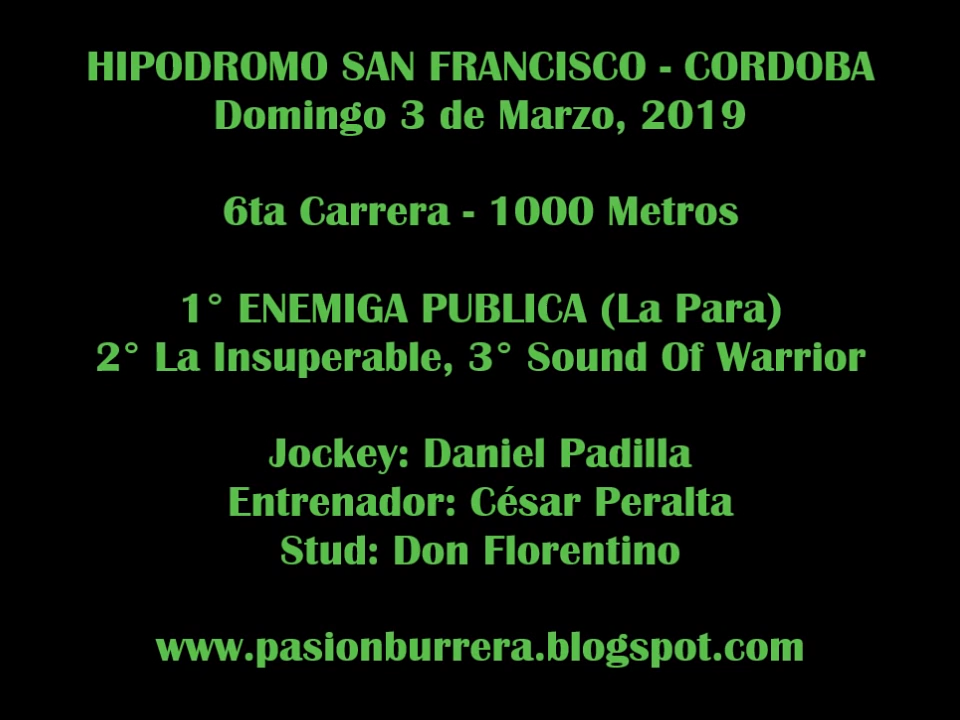 HIPODROMO SAN FRANCISCO - CORDOBA
Domingo 3 de Marzo, 2019
6ta Carrera - 1000 Metros
1° ENEMIGA PUBLICA (La Para)
2° La Insuperable, 3° Sound Of Warrior
Jockey: Daniel Padilla
Entrenador: César Peralta
Stud: Don Florentino
www.pasionburrera.blogspot.com